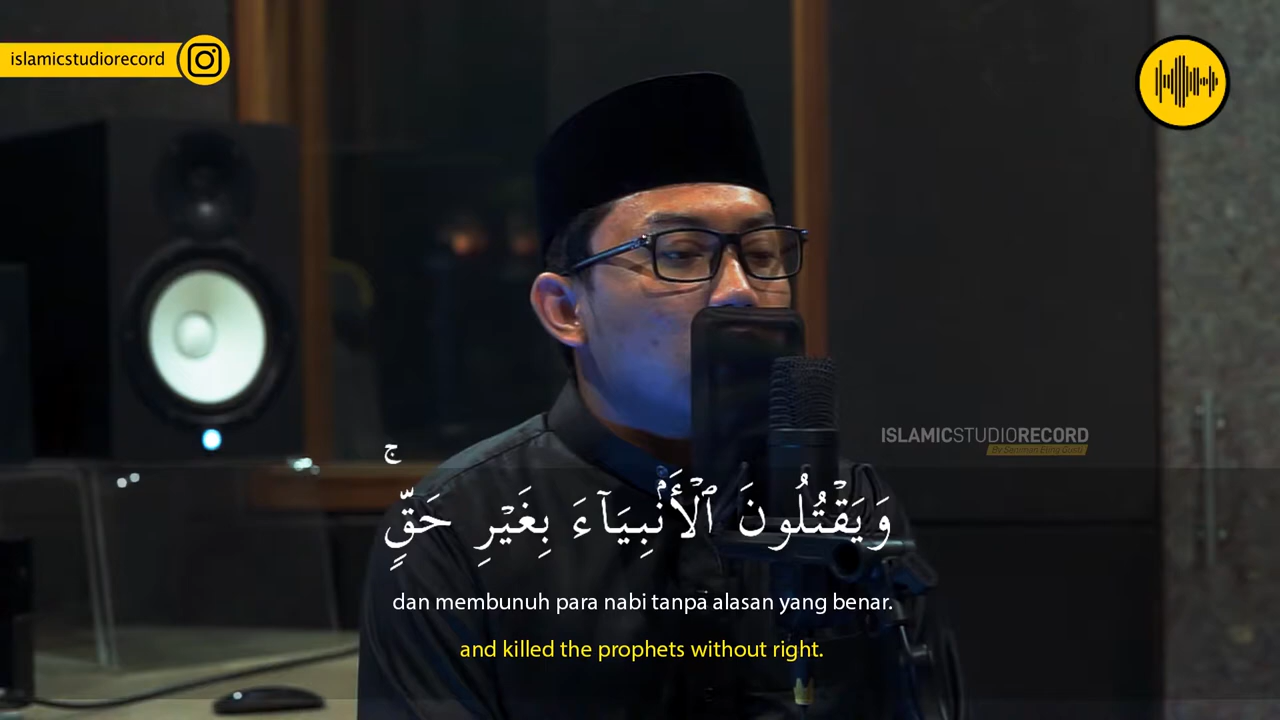 islamicstudiorecord
ISLAMICSTUDIORECORD
وَيَقْتُلُونَ ٱلْأَنۢبِيَآءَ بِغَيْرِ حَقٍّۚ
dan membunuh para nabi tanpa alasan yang benar.
and killed the prophets without right.